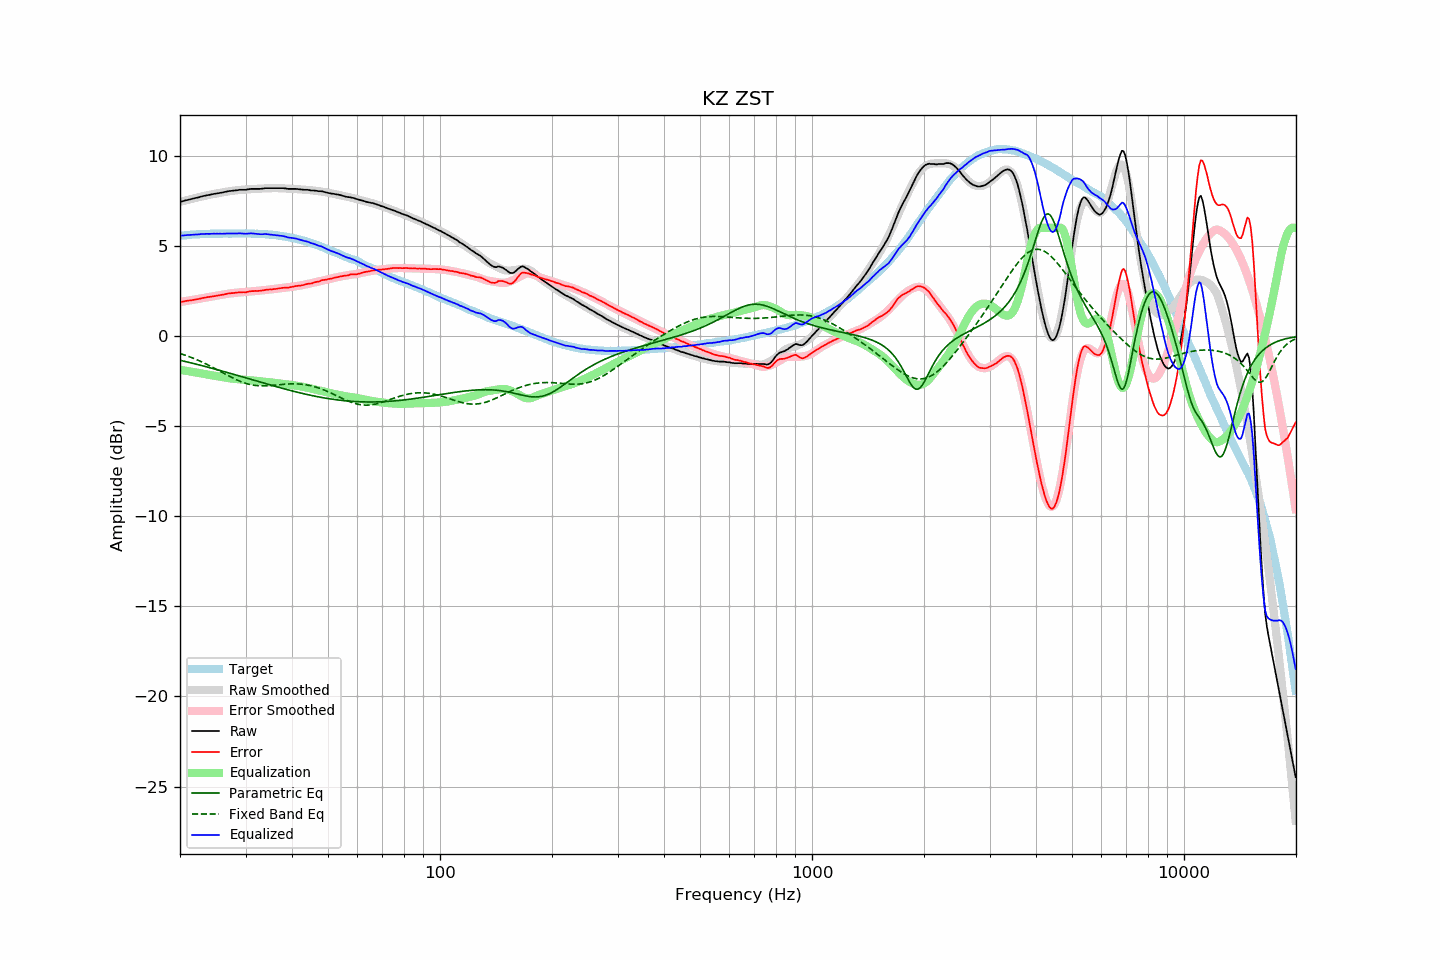 KZ ZST
Amplitude (dBr)
10
5
0
−5
−10
−15
−20
−25
Target
Raw Smoothed
Error Smoothed
Raw
Error
Equalization
Parametric Eq
Fixed Band Eq
Equalized
100
1000
10000
Frequency (Hz)